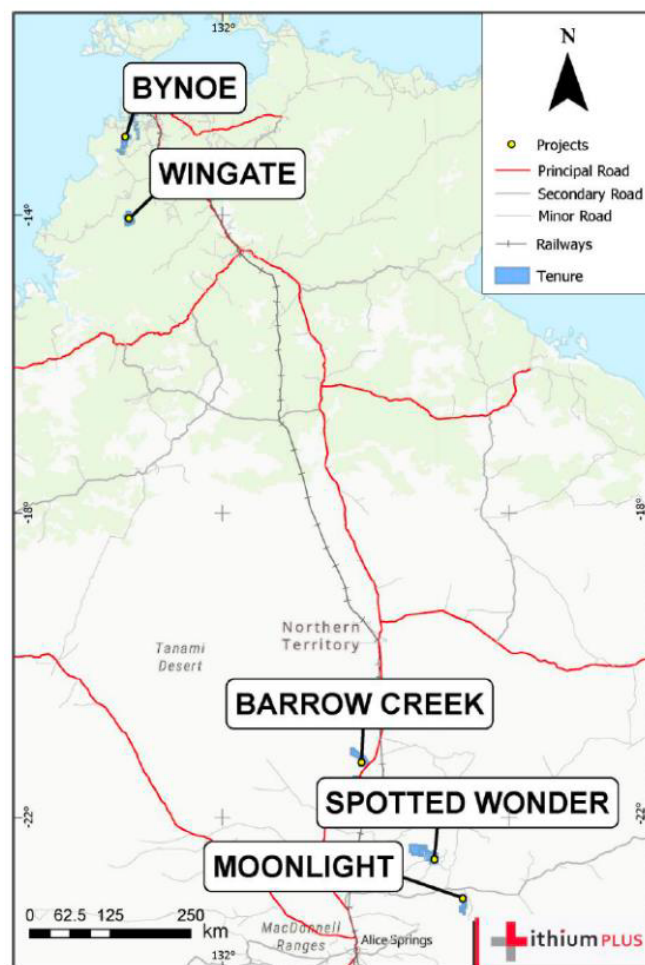 132°
N
BYNOE
Projects
WINGATE
Principal Road
Secondary Road
Minor Road
-14°
Railways
Tenure
-18°
-18°
Northern
Territory
Tanami
Desert
BARROW CREEK
SPOTTED WONDER
-22°
-22°
MOONLIGHT
0 62.5 125 250
km
MacDonnell
Ranges
Alice Springs
132°
Lithium PLUS